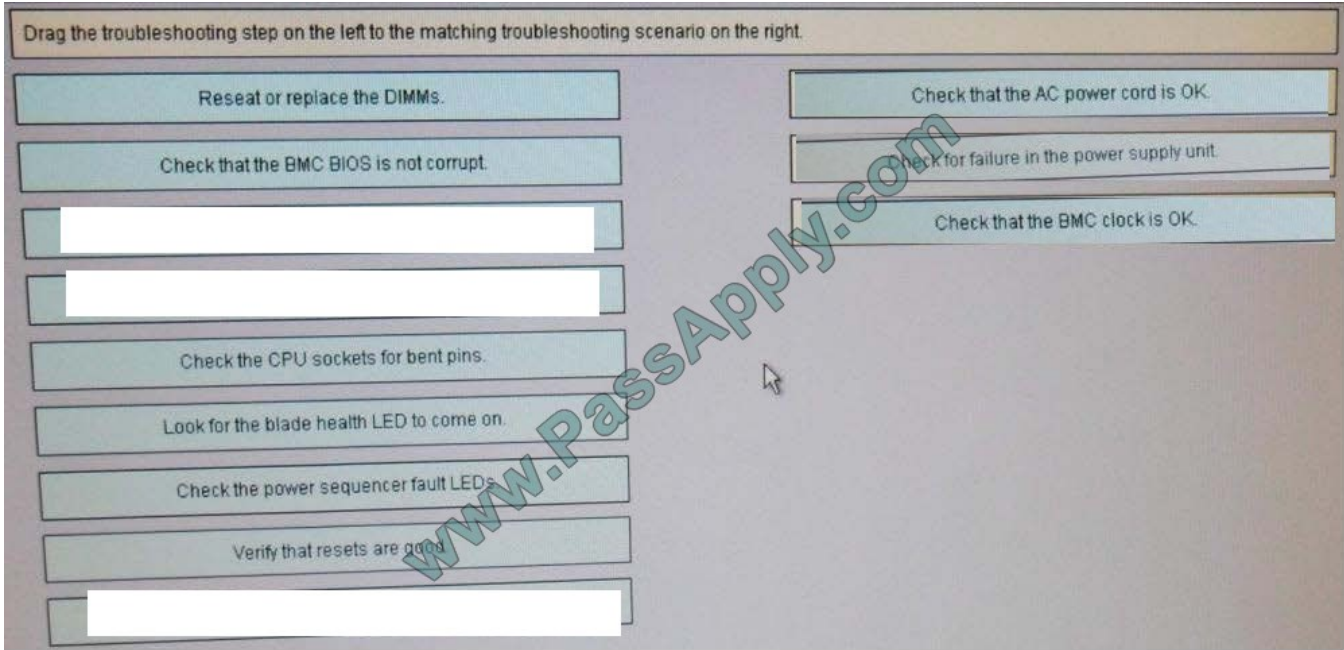 Drag the troubleshooting step on the left to the matching troubleshooting scenario on the right.
Reseat or replace the DIMMs.
Check that the AC power cord is OK.
Check that the BMC BIOS is not corrupt.
Check for failure in the power supply unit.
Check that the BMC clock is OK.
Check the CPU sockets for bent pins.
Look for the blade health LED to come on.
Check the power sequencer fault LEDs.
Verify that resets are good.
www.PassApply.com